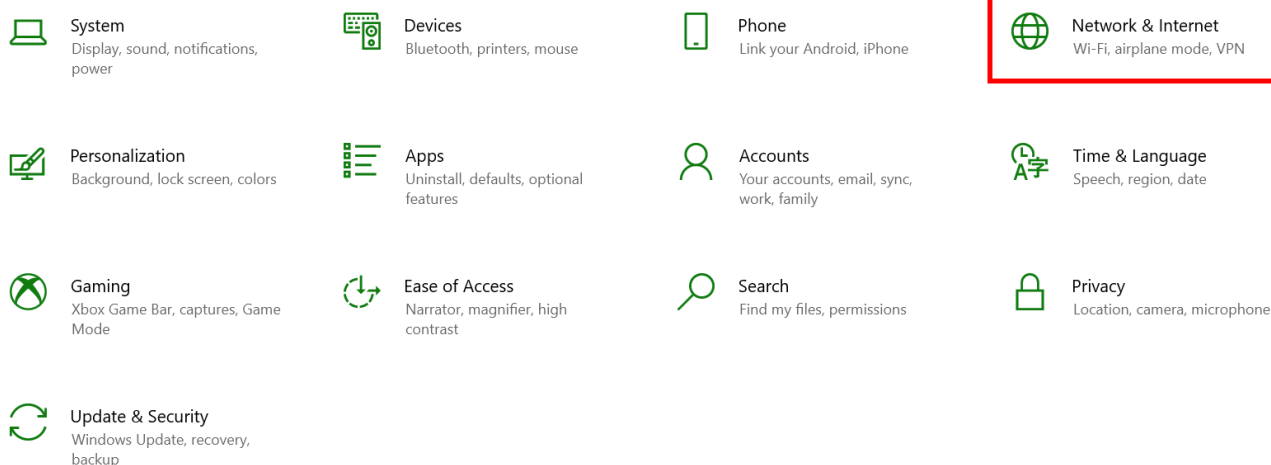 System
Display, sound, notifications,
power
Devices
Bluetooth, printers, mouse
Phone
Link your Android, iPhone
Network & Internet
Wi-Fi, airplane mode, VPN
Personalization
Background, lock screen, colors
Apps
Uninstall, defaults, optional
features
Accounts
Your accounts, email, sync,
work, family
Time & Language
Speech, region, date
Gaming
Xbox Game Bar, captures, Game
Mode
Ease of Access
Narrator, magnifier, high
contrast
Search
Find my files, permissions
Privacy
Location, camera, microphone
Update & Security
Windows Update, recovery,
backup